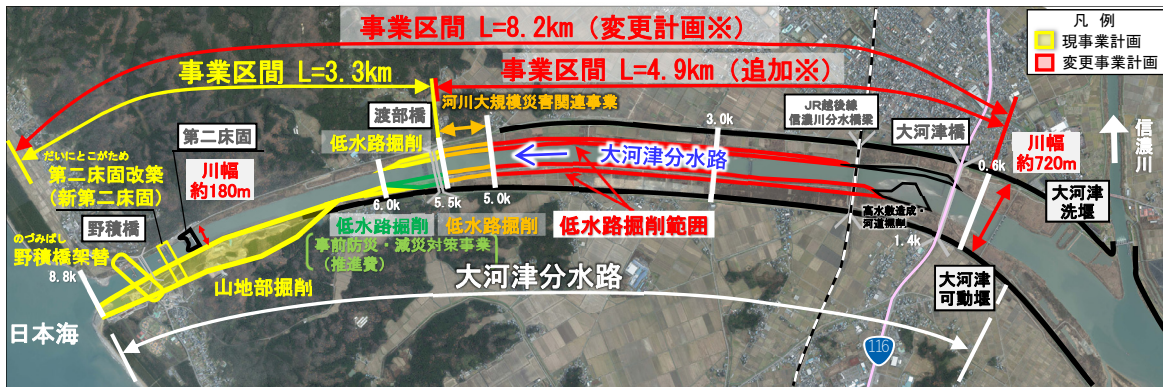 事業区間 L=8.2km（変更計画※）
凡 例
現事業計画
変更事業計画
事業区間 L=3.3km
事業区間 L=4.9km（追加※）
河川大規模災害関連事業
渡部橋
低水路掘削
5.0k
3.0k
JR越後線
信濃川分水橋梁
大河津橋
信濃川
第二床固
川幅
約180m
大河津分水路
0.6k
川幅
約720m
だいにとこがため
第二床固改築
（新第二床固）
野積橋
のづみばし
野積橋架替
8.8k
6.0k
5.5k
5.0k
低水路掘削
低水路掘削
低水路掘削範囲
事前防災・減災対策事業
（推進費）
高水敷造成・
河道掘削
1.4k
大河津
洗堰
大河津
可動堰
山地部掘削
大河津分水路
日本海
116